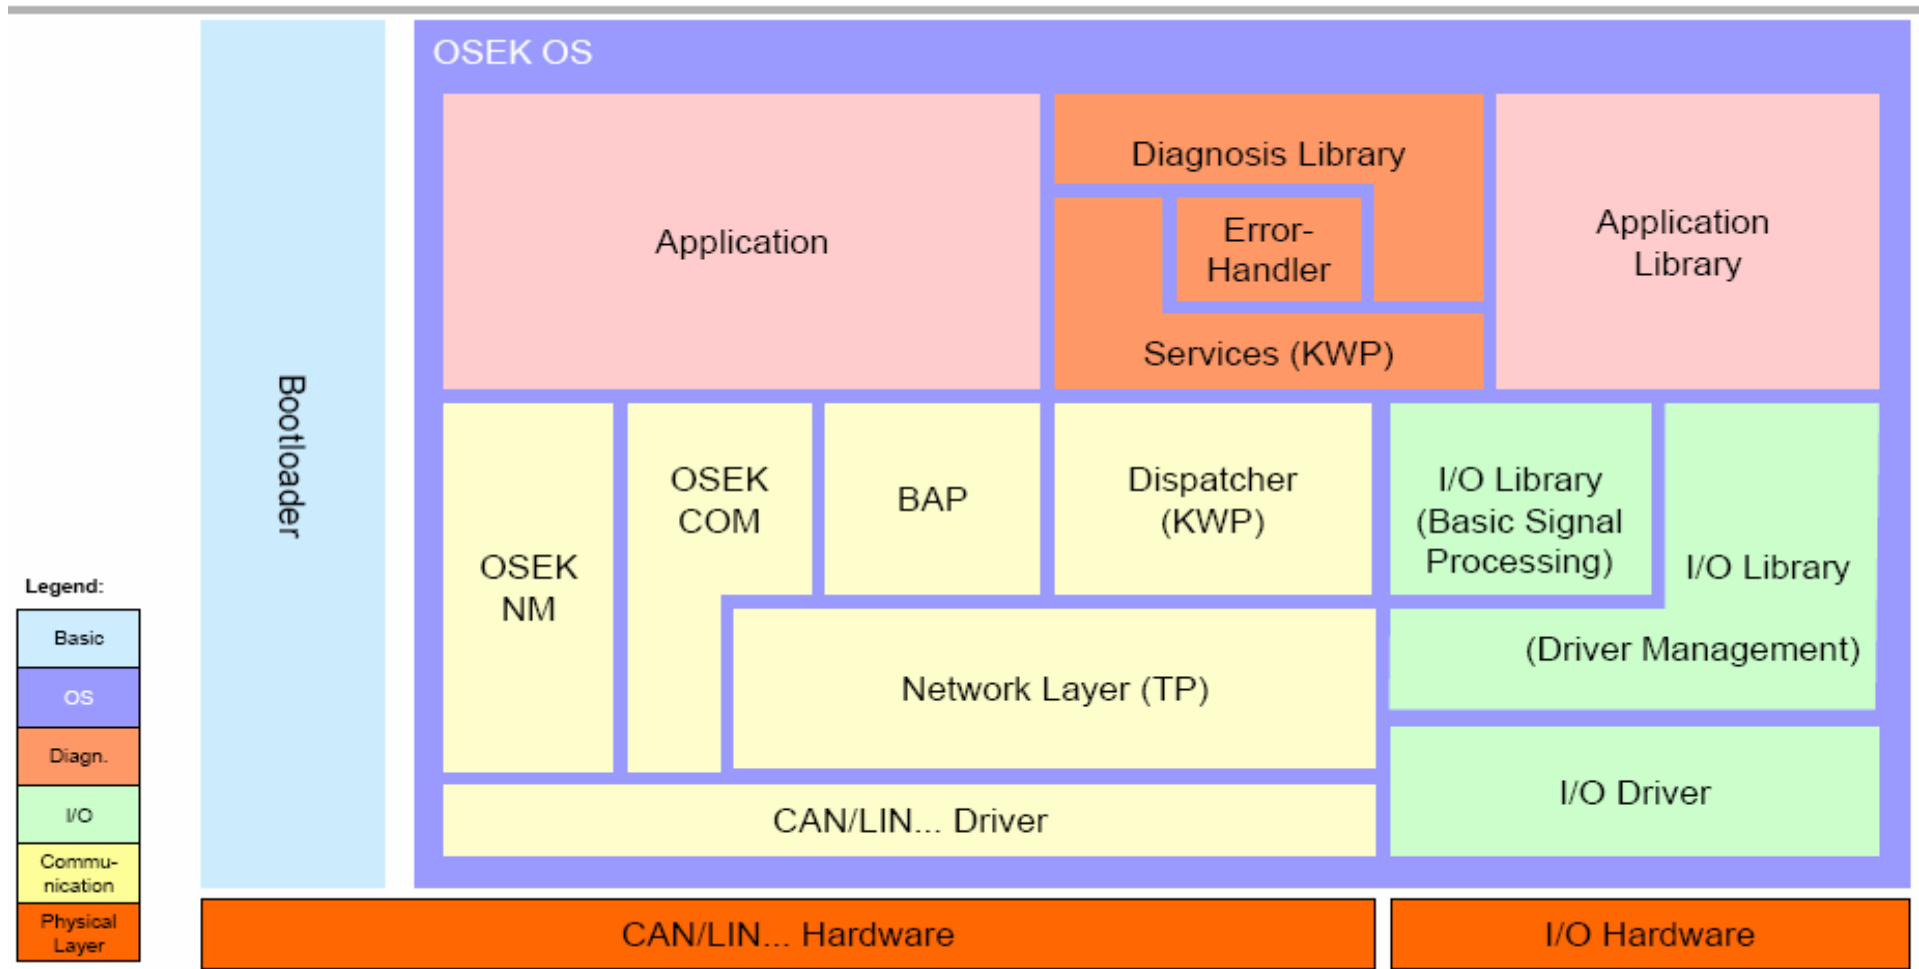 OSEK OS
Bootloader
Application
Diagnosis Library
Error-
Handler
Services (KWP)
Application
Library
OSEK
NM
OSEK
COM
BAP
Dispatcher
(KWP)
I/O Library
(Basic Signal
Processing)
I/O Library
(Driver Management)
Network Layer (TP)
I/O Driver
CAN/LIN... Driver
CAN/LIN... Hardware
I/O Hardware
Legend:
Basic
OS
Diagn.
I/O
Commu-
nication
Physical
Layer